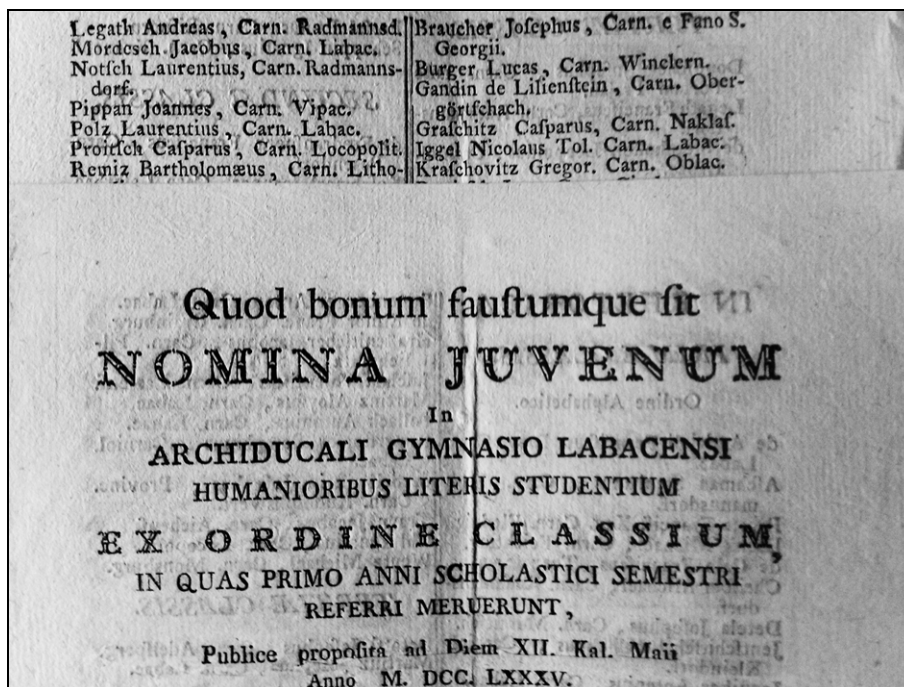 Legath Andreas, Carn. Radmannsd.
Mordesch Jacobus, Carn. Labac.
Notſch Laurentius, Carn. Radmanns-
dorf.
Pippan Joannes, Carn. Vipac.
Polz Laurentius, Carn. Labac.
Proitſch Caſparus, Carn. Locopolit.
Remiz Bartholomæus, Carn. Litho-
Braucher Joſephus, Carn. e Fano S.
Georgii.
Burger Lucas, Carn. Winclern.
Gandin de Lilienſtein, Carn. Ober-
görtſchach.
Graſchitz Caſparus, Carn. Naklaſ.
Iggel Nicolaus Tol. Carn. Labac.
Kraſchovitz Gregor. Carn. Oblac.
Quod bonum fauſtumque ſit
NOMINA JUVENUM
In
ARCHIDUCALI GYMNASIO LABACENSI
HUMANIORIBUS LITERIS STUDENTIUM
EX ORDINE CLASSIUM,
IN QUAS PRIMO ANNI SCHOLASTICI SEMESTRI
REFERRI MERUERUNT,
Publice propoſita ad Diem XII. Kal. Maii
Anno M. DCC. LXXXV.